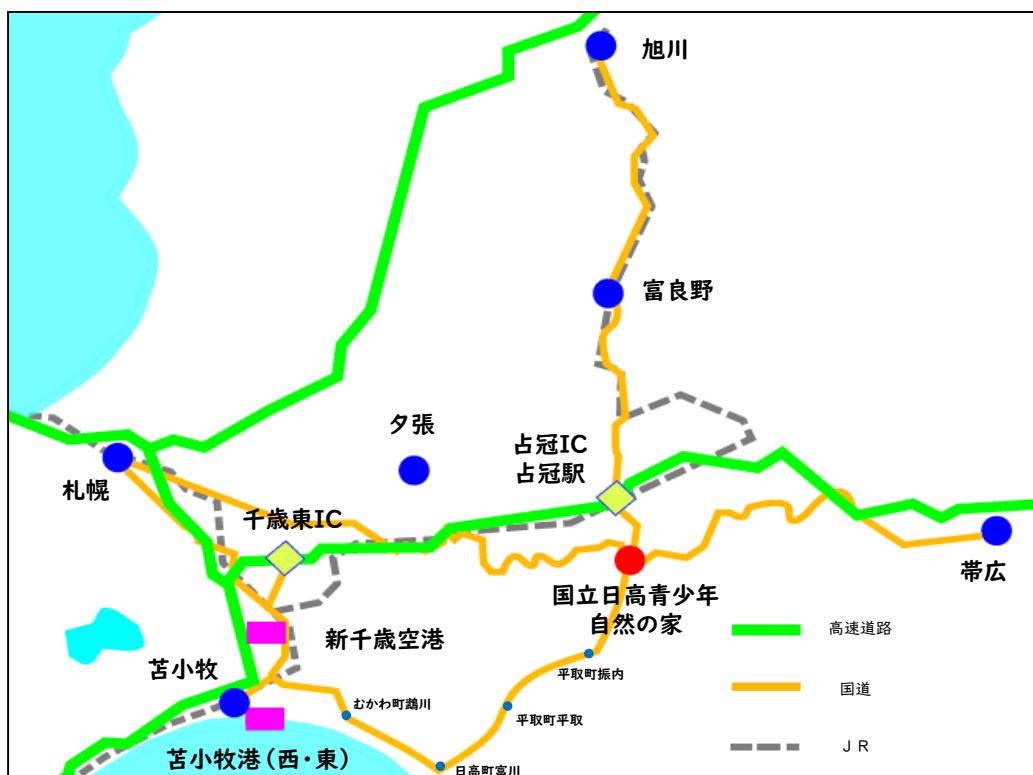 旭川
富良野
夕張
占冠IC
占冠駅
札幌
千歳東IC
帯広
国立日高青少年
自然の家
高速道路
新千歳空港
苫小牧
平取町振内
国道
むかわ町鵡川
平取町平取
ＪＲ
苫小牧港（西・東）
日高町富川